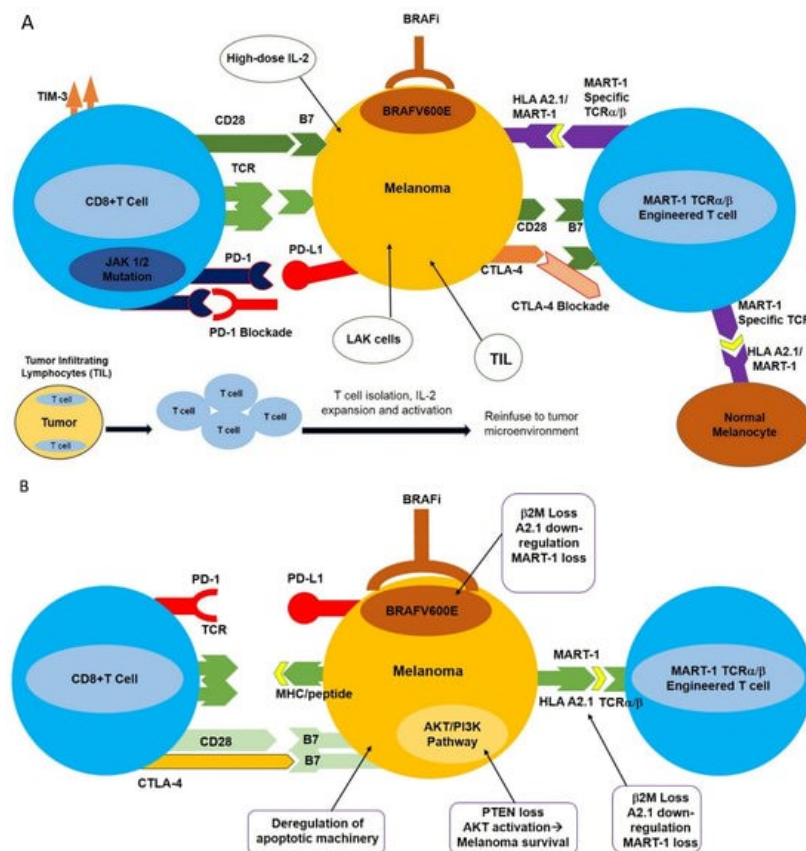 A
BRAFi
High-dose IL-2
TIM-3
CD28
B7
BRAFV600E
HLA A2.1/
MART-1
MART-1
Specific
TCRα/β
TCR
CD8+T Cell
Melanoma
MART-1 TCRα/β
Engineered T cell
CD28
B7
JAK 1/2
Mutation
PD-1
PD-L1
CTLA-4
CTLA-4 Blockade
PD-1 Blockade
LAK cells
TIL
MART-1
Specific TCR
HLA A2.1/
MART-1
Normal
Melanocyte
Tumor Infiltrating
Lymphocytes (TIL)
T cell
Tumor
T cell
T cell
T cell
T cell
T cell
T cell isolation, IL-2
expansion and activation
Reinfuse to tumor
microenvironment
B
BRAFi
β2M Loss
A2.1 down-
regulation
MART-1 loss
PD-1
PD-L1
BRAFV600E
TCR
CD8+T Cell
Melanoma
MHC/peptide
MART-1
HLA A2.1
TCRα/β
MART-1 TCRα/β
Engineered T cell
AKT/PI3K
Pathway
CD28
B7
B7
CTLA-4
Deregulation of
apoptotic machinery
PTEN loss
AKT activation→
Melanoma survival
β2M Loss
A2.1 down-
regulation
MART-1 loss